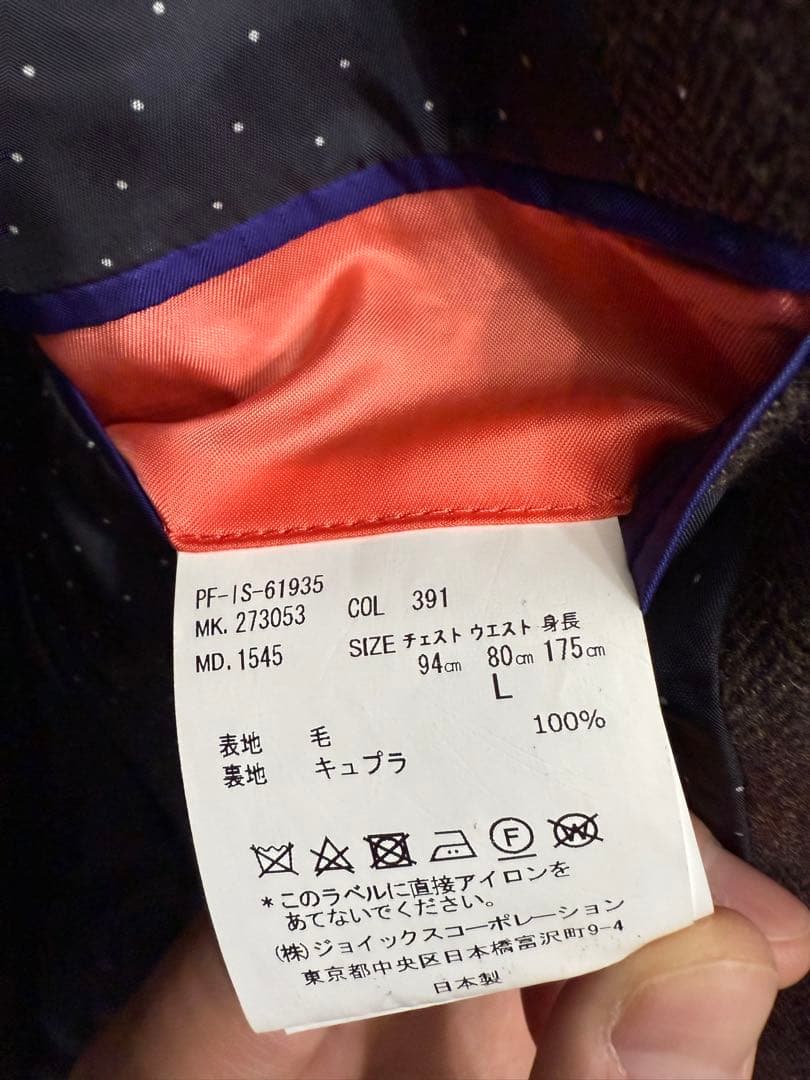 PF-IS-61935
MK. 273053 COL 391
MD. 1545 SIZE チェスト ウエスト 身長
94㎝ 80㎝ 175㎝
L
表地 毛 100%
裏地 キュプラ
F
W
*このラベルに直接アイロンを
あてないでください。
(株)ジョイックスコーポレーション
東京都中央区日本橋富沢町9-4
日本製